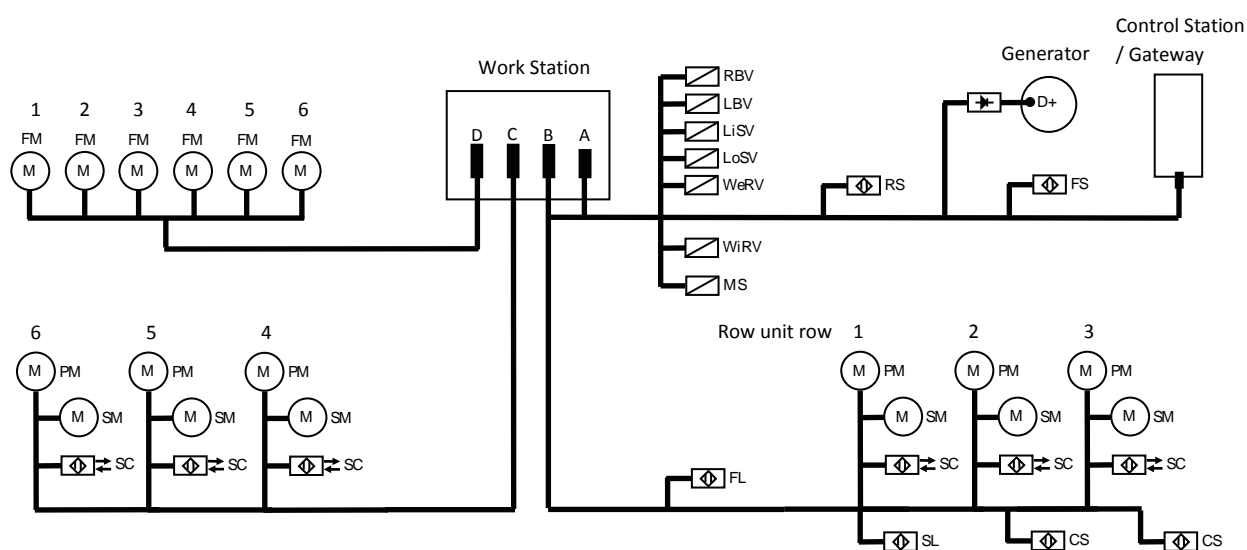 Control Station
/ Gateway
Generator
Work Station
D+
RBV
LBV
LiSV
LoSV
WeRV
D C B A
1 2 3 4 5 6
FM FM FM FM FM FM
M M M M M M
RS
FS
WiRV
MS
6 5 4
M PM M PM M PM
M SM M SM M SM
SC SC SC
Row unit row 1 2 3
M PM M PM M PM
M SM M SM M SM
SC SC SC
FL
SL CS CS